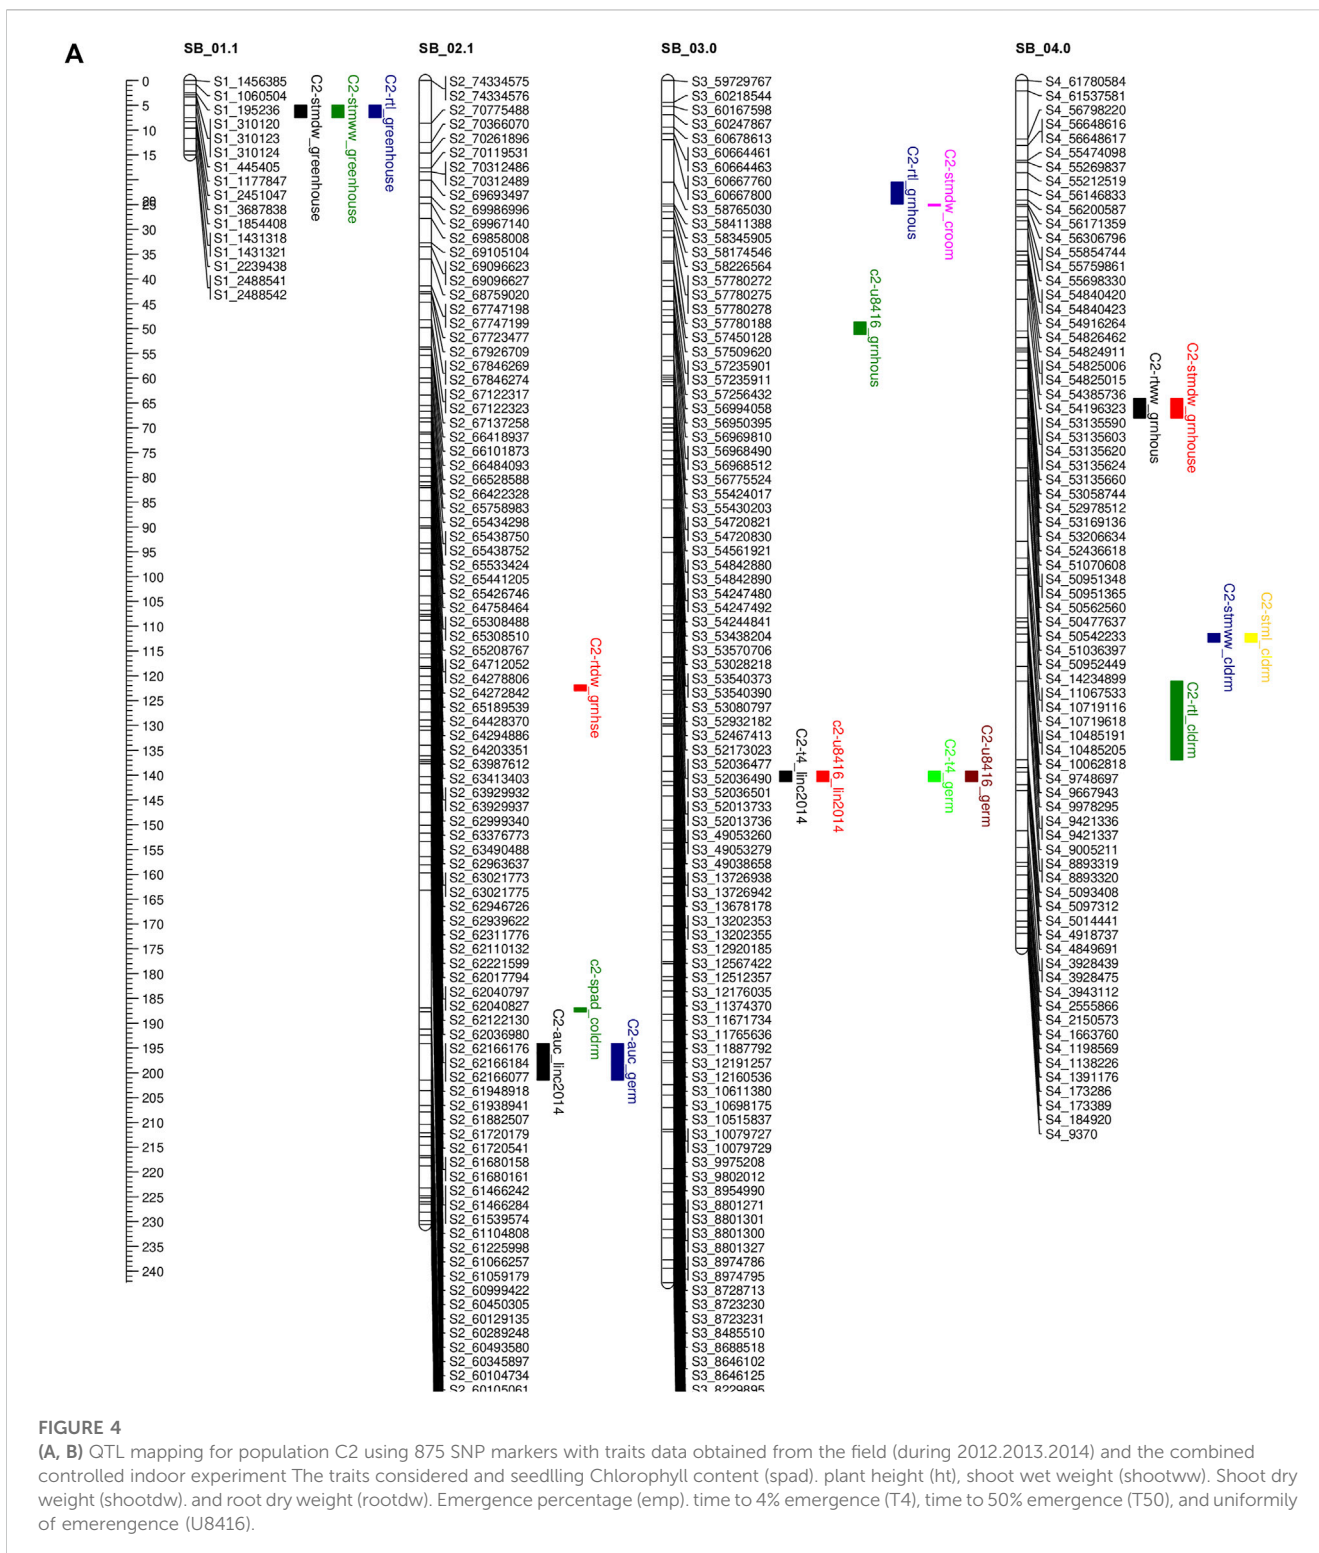 A
SB_01.1
SB_02.1
SB_03.0
SB_04.0
0
5
10
15
25
30
35
40
45
50
55
60
65
70
75
80
85
90
95
100
105
110
115
120
125
130
135
140
145
150
155
160
165
170
175
180
185
190
195
200
205
210
215
220
225
230
235
240
S1_1456385
S1_1060504
S1_195236
S1_310120
S1_310123
S1_310124
S1_445405
S1_1177847
S1_2451047
S1_3687838
S1_1854408
S1_1431318
S1_1431321
S1_2239438
S1_2488541
S1_2488542
C2-stmdw_greenhouse
C2-stmww_greenhouse
C2-rtl_greenhouse
S2_74334575
S2_74334576
S2_70775488
S2_70366070
S2_70261896
S2_70119531
S2_70312486
S2_70312489
S2_69693497
S2_69986996
S2_69967140
S2_69858008
S2_69105104
S2_69096623
S2_69096627
S2_68759020
S2_67747198
S2_67747199
S2_67723477
S2_67926709
S2_67846269
S2_67846274
S2_67122317
S2_67122323
S2_67137258
S2_66418937
S2_66101873
S2_66484093
S2_66528588
S2_66422328
S2_65758983
S2_65434298
S2_65438750
S2_65438752
S2_65533424
S2_65441205
S2_65426746
S2_64758464
S2_65308488
S2_65308510
S2_65208767
S2_64712052
S2_64278806
S2_64272842
S2_65189539
S2_64428370
S2_64294886
S2_64203351
S2_63987612
S2_63413403
S2_63929932
S2_63929937
S2_62999340
S2_63376773
S2_63490488
S2_62963637
S2_63021773
S2_63021775
S2_62946726
S2_62939622
S2_62311776
S2_62110132
S2_62221599
S2_62017794
S2_62040797
S2_62040827
S2_62122130
S2_62036980
S2_62166176
S2_62166184
S2_62166077
S2_61948918
S2_61938941
S2_61882507
S2_61720179
S2_61720541
S2_61680158
S2_61680161
S2_61466242
S2_61466284
S2_61539574
S2_61104808
S2_61225998
S2_61066257
S2_61059179
S2_60999422
S2_60450305
S2_60129135
S2_60289248
S2_60493580
S2_60345897
S2_60104734
S2_60105061
C2-rtdw_grnhse
c2-spad_coldrm
C2-auc_linc2014
C2-auc_germ
S3_59729767
S3_60218544
S3_60167598
S3_60247867
S3_60678613
S3_60664461
S3_60664463
S3_60667760
S3_60667800
S3_58765030
S3_58411388
S3_58345905
S3_58174546
S3_58226564
S3_57780272
S3_57780275
S3_57780278
S3_57780188
S3_57450128
S3_57509620
S3_57235901
S3_57235911
S3_57256432
S3_56994058
S3_56950395
S3_56969810
S3_56968490
S3_56968512
S3_56775524
S3_55424017
S3_55430203
S3_54720821
S3_54720830
S3_54561921
S3_54842880
S3_54842890
S3_54247480
S3_54247492
S3_54244841
S3_53438204
S3_53570706
S3_53028218
S3_53540373
S3_53540390
S3_53080797
S3_52932182
S3_52467413
S3_52173023
S3_52036477
S3_52036490
S3_52036501
S3_52013733
S3_52013736
S3_49053260
S3_49053279
S3_49038658
S3_13726938
S3_13726942
S3_13678178
S3_13202353
S3_13202355
S3_12920185
S3_12567422
S3_12512357
S3_12176035
S3_11374370
S3_11671734
S3_11765636
S3_11887792
S3_12191257
S3_12160536
S3_10611380
S3_10698175
S3_10515837
S3_10079727
S3_10079729
S3_9975208
S3_9802012
S3_8954990
S3_8801271
S3_8801301
S3_8801300
S3_8801327
S3_8974786
S3_8974795
S3_8728713
S3_8723230
S3_8723231
S3_8485510
S3_8688518
S3_8646102
S3_8646125
S3_8229895
C2-rtl_grnhous
C2-stmdw_croom
c2-u8416_grnhous
C2-t4_linc2014
c2-u8416_lin2014
C2-t4_germ
C2-u8416_germ
S4_61780584
S4_61537581
S4_56798220
S4_56648616
S4_56648617
S4_55474098
S4_55269837
S4_55212519
S4_56146833
S4_56200587
S4_56171359
S4_56306796
S4_55854744
S4_55759861
S4_55698330
S4_54840420
S4_54840423
S4_54916264
S4_54826462
S4_54824911
S4_54825006
S4_54825015
S4_54385736
S4_54196323
S4_53135590
S4_53135603
S4_53135620
S4_53135624
S4_53135660
S4_53058744
S4_52978512
S4_53169136
S4_53206634
S4_52436618
S4_51070608
S4_50951348
S4_50951365
S4_50562560
S4_50477637
S4_50542233
S4_51036397
S4_50952449
S4_14234899
S4_11067533
S4_10719116
S4_10719618
S4_10485191
S4_10485205
S4_10062818
S4_9748697
S4_9667943
S4_9978295
S4_9421336
S4_9421337
S4_9005211
S4_8893319
S4_8893320
S4_5093408
S4_5097312
S4_5014441
S4_4918737
S4_4849691
S4_3928439
S4_3928475
S4_3943112
S4_2555866
S4_2150573
S4_1663760
S4_1198569
S4_1138226
S4_1391176
S4_173286
S4_173389
S4_184920
S4_9370
C2-rtww_grnhous
C2-stmdw_grnhouse
C2-stmww_cldrm
C2-stml_cldrm
C2-rtl_cldrm
FIGURE 4
(A, B) QTL mapping for population C2 using 875 SNP markers with traits data obtained from the field (during 2012.2013.2014) and the combined
controlled indoor experiment The traits considered and seedlling Chlorophyll content (spad). plant height (ht), shoot wet weight (shootww). Shoot dry
weight (shootdw). and root dry weight (rootdw). Emergence percentage (emp). time to 4% emergence (T4), time to 50% emergence (T50), and uniformily
of emerengence (U8416).